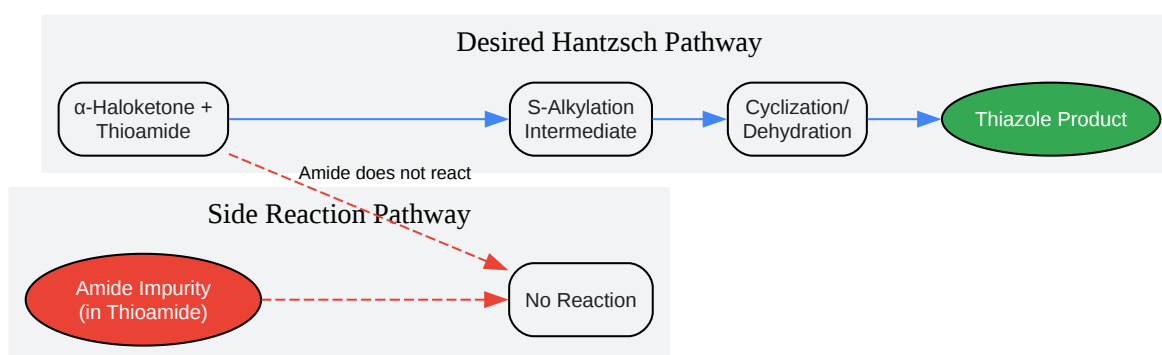 Desired Hantzsch Pathway
α-Haloketone +
Thioamide
S-Alkylation
Intermediate
Cyclization/
Dehydration
Thiazole Product
Amide does not react
Side Reaction Pathway
Amide Impurity
(in Thioamide)
No Reaction